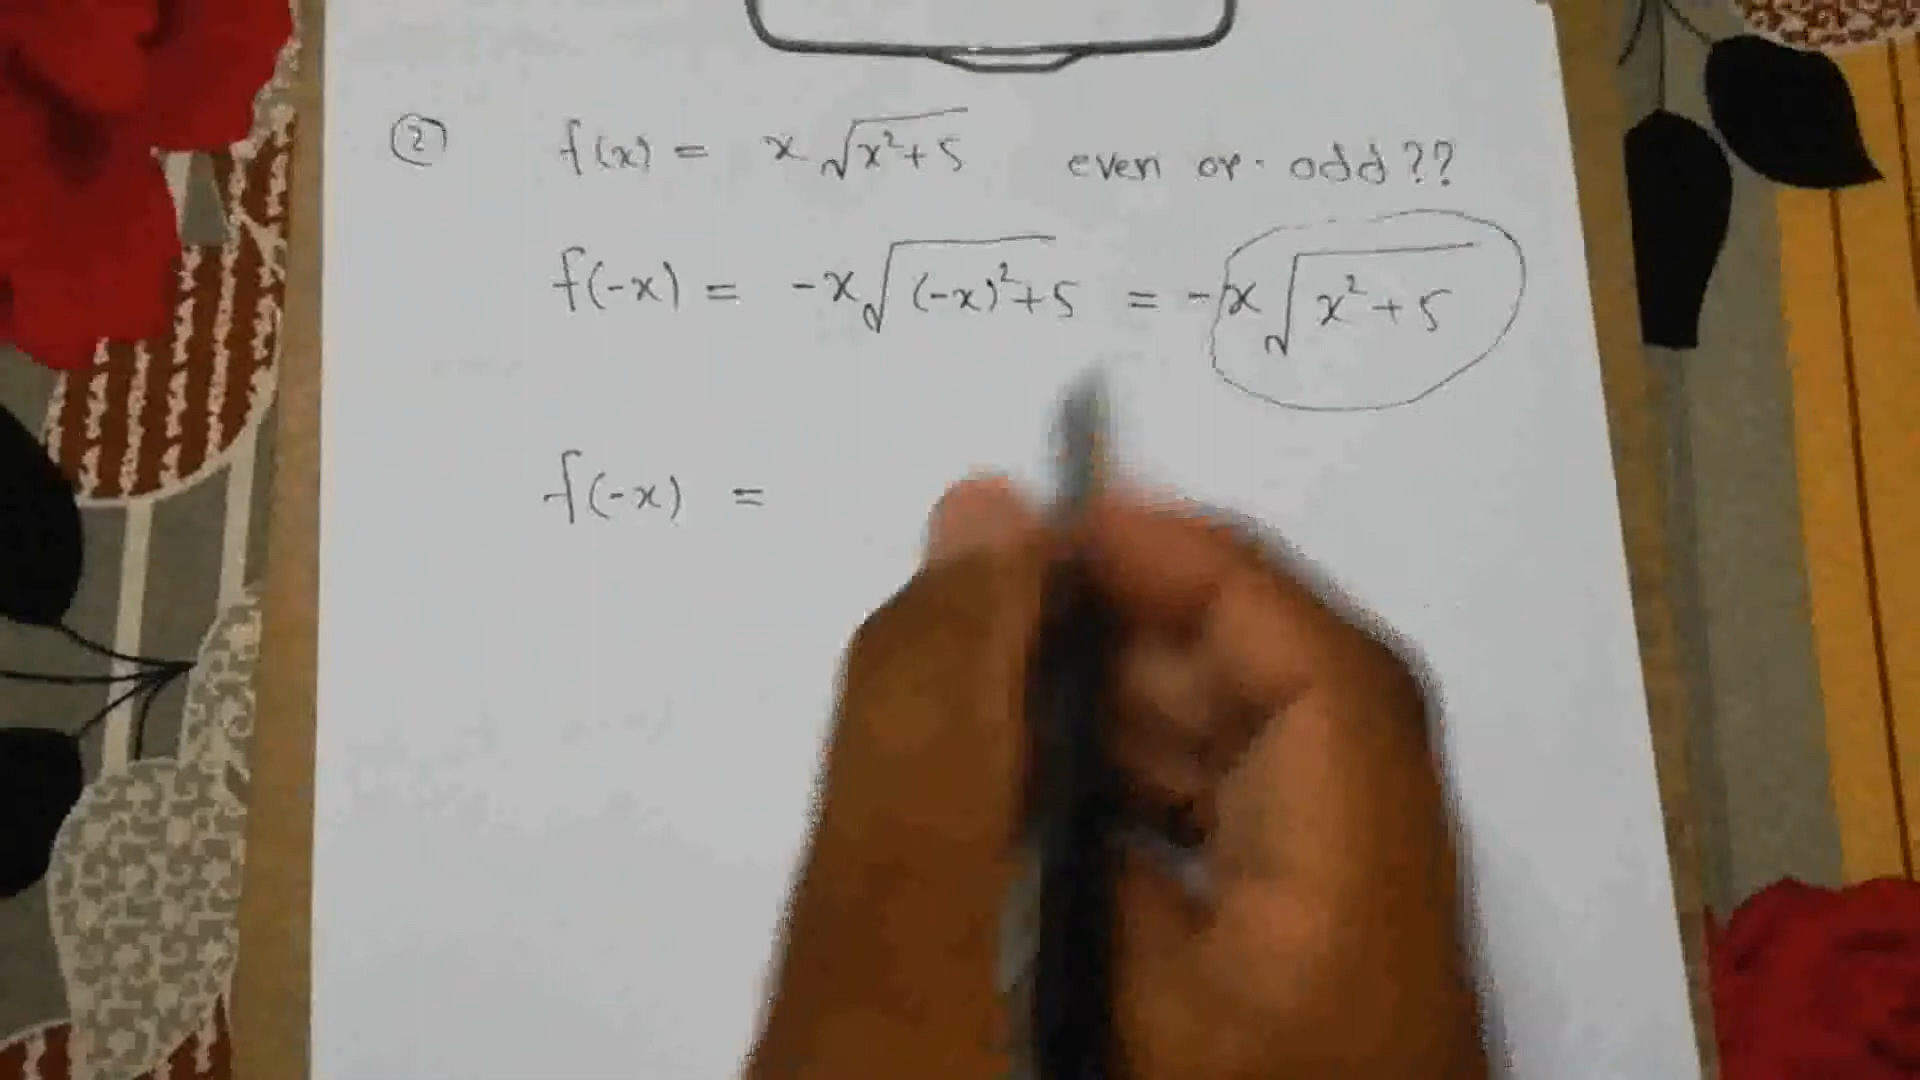 ② f(x) = x √(x²+5) even or odd??
f(-x) = -x √((-x)²+5) = -x √(x²+5)
f(-x) =